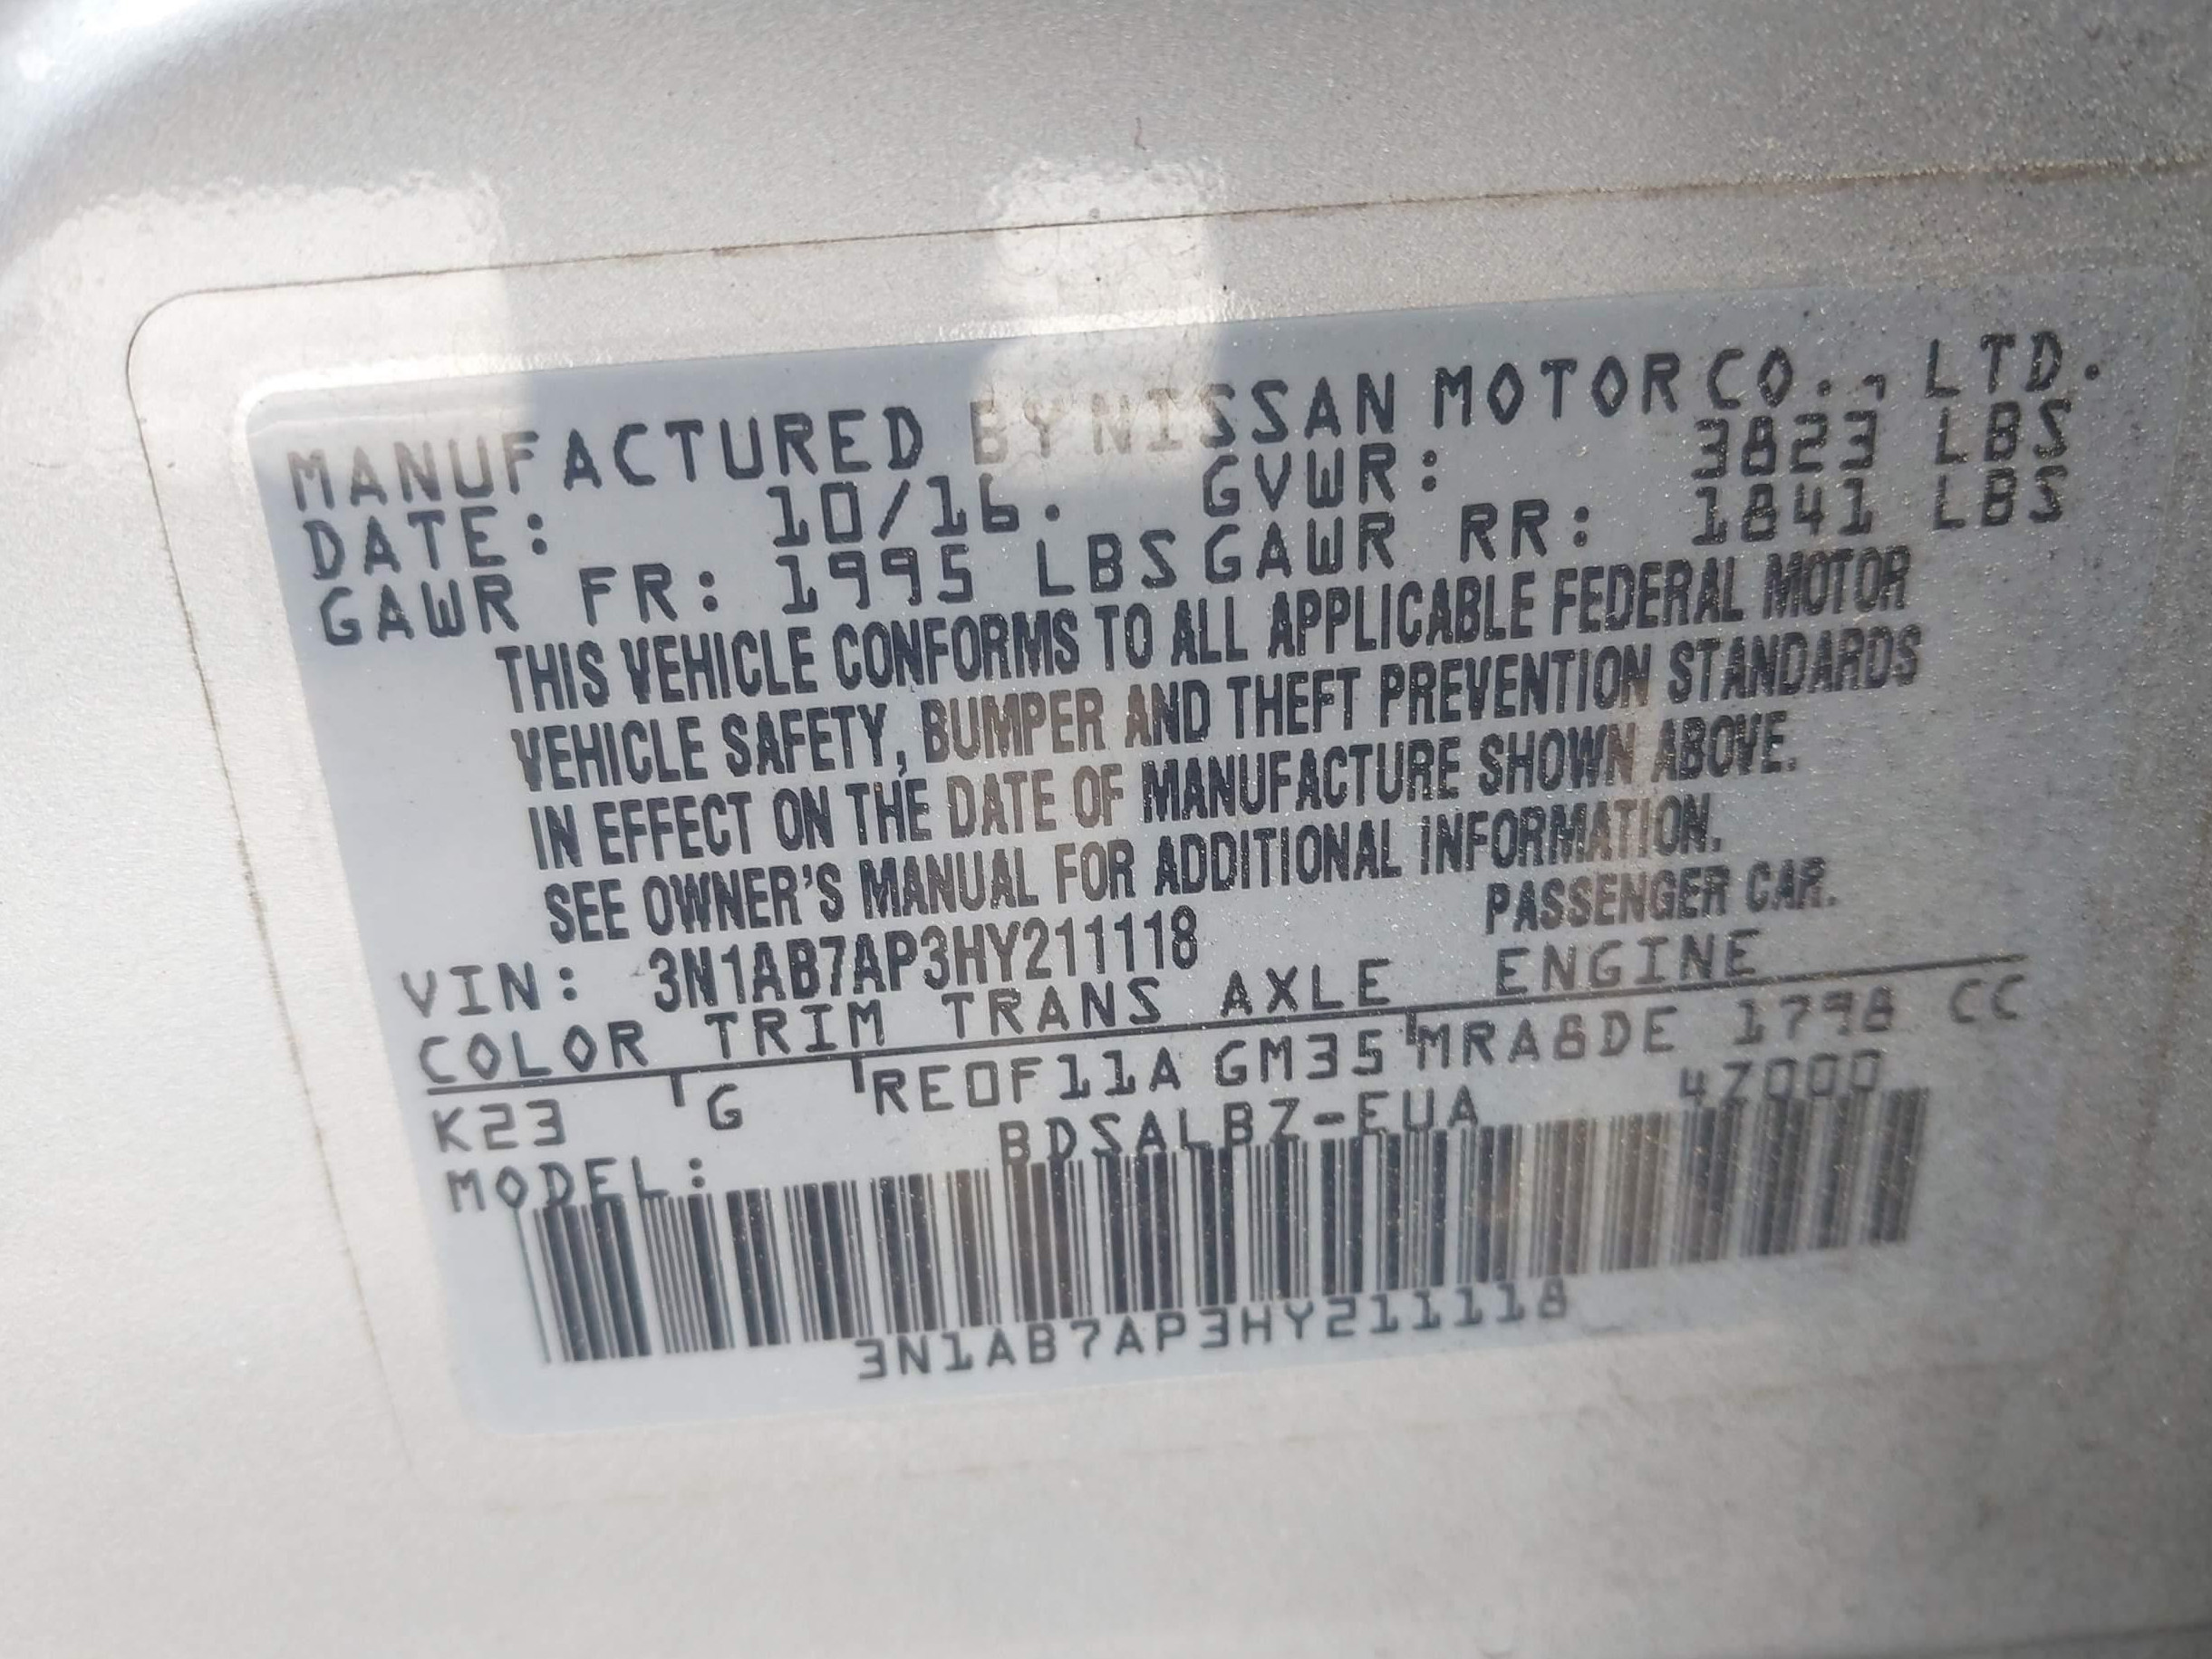 MANUFACTURED BY NISSAN MOTOR CO., LTD.
DATE: 10/16. GVWR: 3823 LBS
GAWR FR: 1995 LBS GAWR RR: 1841 LBS
THIS VEHICLE CONFORMS TO ALL APPLICABLE FEDERAL MOTOR
VEHICLE SAFETY, BUMPER AND THEFT PREVENTION STANDARDS
IN EFFECT ON THE DATE OF MANUFACTURE SHOWN ABOVE.
SEE OWNER'S MANUAL FOR ADDITIONAL INFORMATION.
VIN: 3N1AB7AP3HY211118 PASSENGER CAR.
COLOR TRIM TRANS AXLE ENGINE
K23 G RE0F11A GM35 MRA8DE 1798 CC
MODEL: BDSALBZ-EUA 4Z000
3N1AB7AP3HY211118